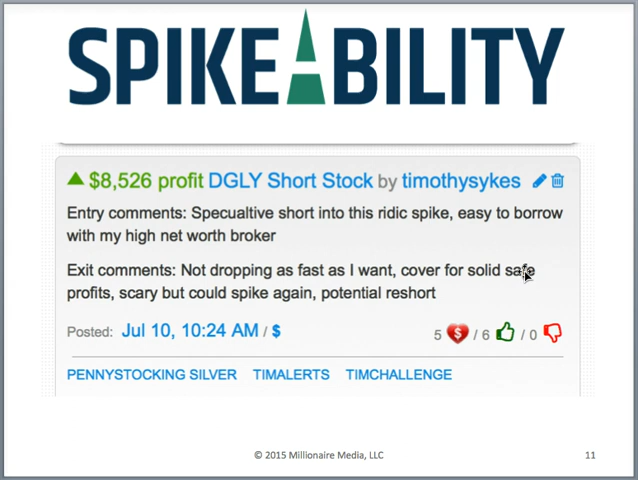 SPIKEABILITY
$8,526 profit DGLY Short Stock by timothysykes
Entry comments: Specualtive short into this ridic spike, easy to borrow
with my high net worth broker
Exit comments: Not dropping as fast as I want, cover for solid safe
profits, scary but could spike again, potential reshort
Posted: Jul 10, 10:24 AM / $
5 $ / 6 / 0
PENNYSTOCKING SILVER TIMALERTS TIMCHALLENGE
© 2015 Millionaire Media, LLC
11